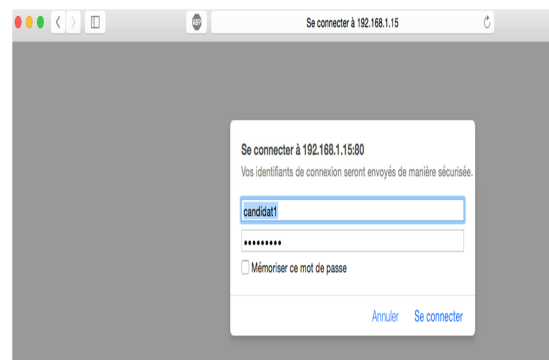 ABP
Se connecter à 192.168.1.15
Se connecter à 192.168.1.15:80
Vos identifiants de connexion seront envoyés de manière sécurisée.
candidat1
•••••••••
Mémoriser ce mot de passe
Annuler Se connecter